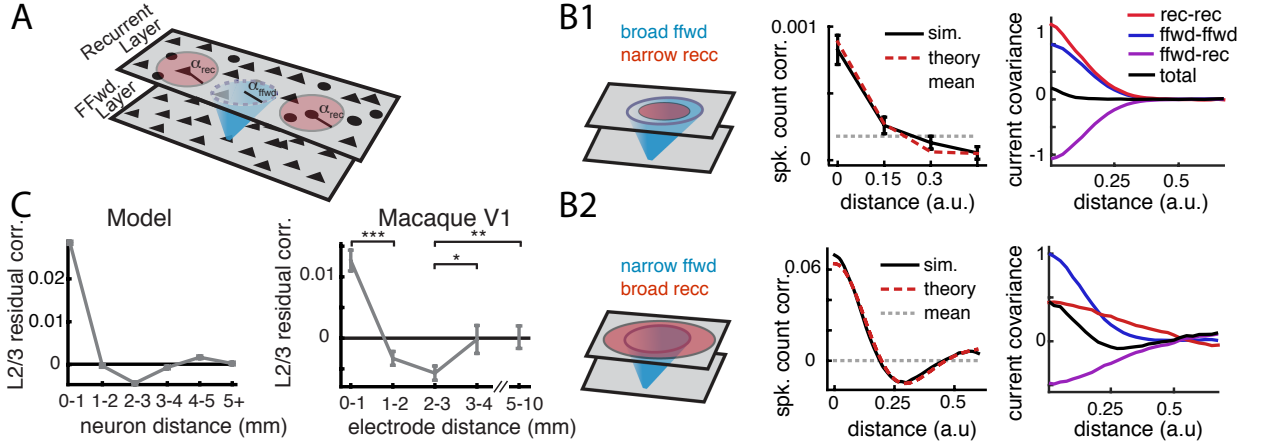 A
Recurrent
Layer
FFwd
Layer
αrec
αffwd
αrec
B1
broad ffwd
narrow recc
spk. count corr.
0.001
0
0
0.15
0.3
distance (a.u.)
sim.
theory
mean
current covariance
1
0
-1
0.25
0.5
distance (a.u.)
rec-rec
ffwd-ffwd
ffwd-rec
total
C
Model
L2/3 residual corr.
0.02
0.01
0
0-1
1-2
2-3
3-4
4-5
5+
neuron distance (mm)
Macaque V1
L2/3 residual corr.
0.01
0
***
**
*
0-1
1-2
2-3
3-4
//
5-10
electrode distance (mm)
B2
narrow ffwd
broad recc
spk. count corr.
0.06
0
0
0.25
0.5
distance (a.u)
sim.
theory
mean
current covariance
1
0
0.25
0.5
distance (a.u)